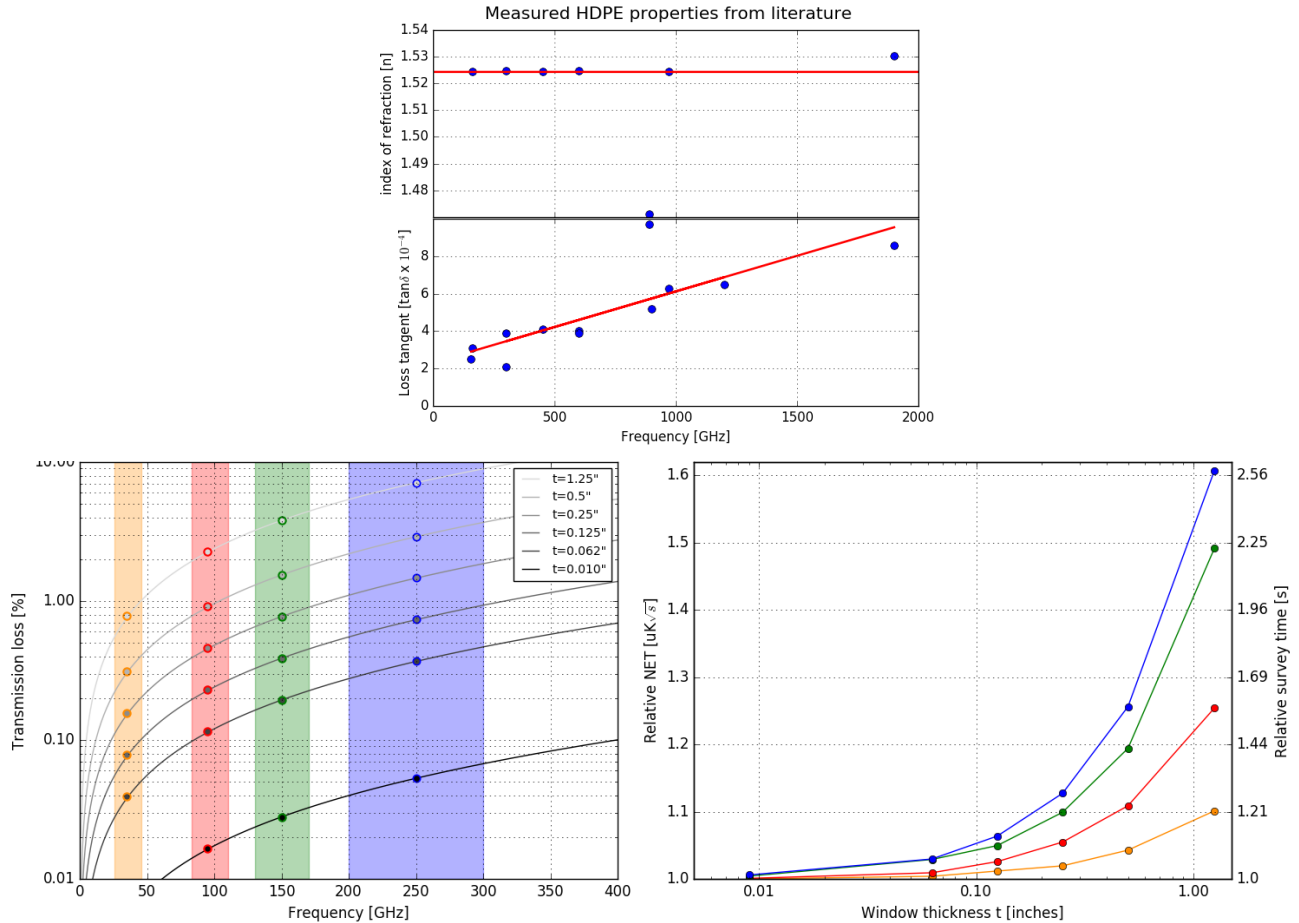 Measured HDPE properties from literature
1.54
1.53
1.52
1.51
1.50
1.49
1.48
index of refraction [n]
8
6
4
2
0
Loss tangent [tanδ x 10⁻⁴]
0 500 1000 1500 2000
Frequency [GHz]
10.00
1.00
0.10
0.01
Transmission loss [%]
t=1.25"
t=0.5"
t=0.25"
t=0.125"
t=0.062"
t=0.010"
0 50 100 150 200 250 300 350 400
Frequency [GHz]
1.6
1.5
1.4
1.3
1.2
1.1
1.0
Relative NET [uK√s]
2.56
2.25
1.96
1.69
1.44
1.21
1.0
Relative survey time [s]
0.01 0.10 1.00
Window thickness t [inches]